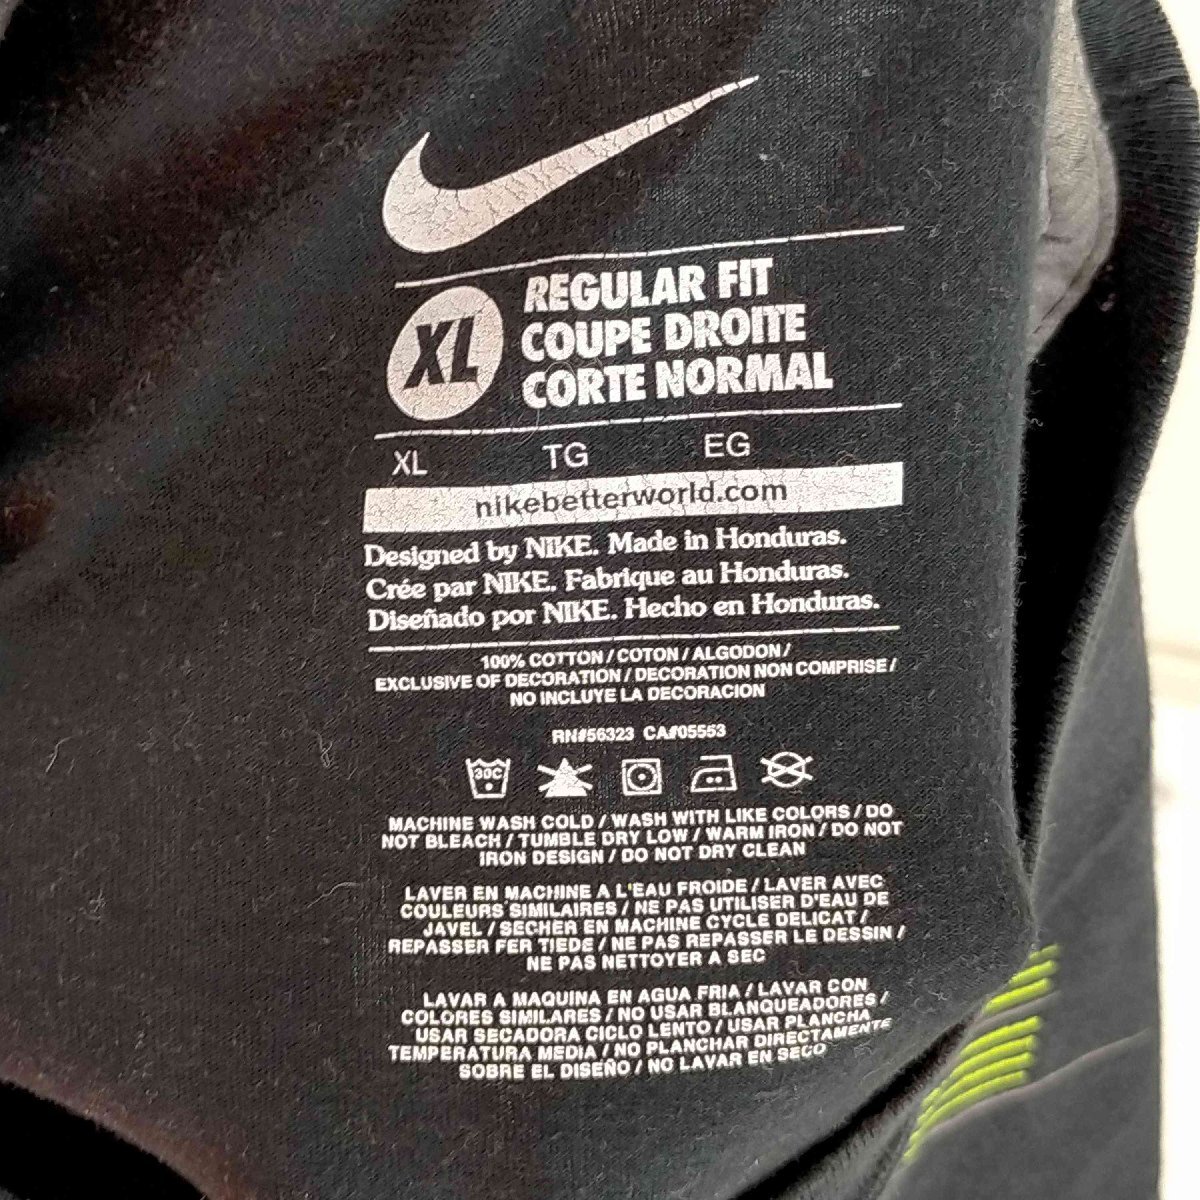 XL
REGULAR FIT
COUPE DROITE
CORTE NORMAL
XL TG EG
nikebetterworld.com
Designed by NIKE. Made in Honduras.
Crée par NIKE. Fabrique au Honduras.
Diseñado por NIKE. Hecho en Honduras.
100% COTTON / COTON / ALGODON /
EXCLUSIVE OF DECORATION / DECORATION NON COMPRISE /
NO INCLUYE LA DECORACION
RN#56323 CA#05553
30C
MACHINE WASH COLD / WASH WITH LIKE COLORS / DO
NOT BLEACH / TUMBLE DRY LOW / WARM IRON / DO NOT
IRON DESIGN / DO NOT DRY CLEAN
LAVER EN MACHINE A L'EAU FROIDE / LAVER AVEC
COULEURS SIMILAIRES / NE PAS UTILISER D'EAU DE
JAVEL / SECHER EN MACHINE CYCLE DELICAT /
REPASSER FER TIEDE / NE PAS REPASSER LE DESSIN /
NE PAS NETTOYER A SEC
LAVAR A MAQUINA EN AGUA FRIA / LAVAR CON
COLORES SIMILARES / NO USAR BLANQUEADORES /
USAR SECADORA CICLO LENTO / USAR PLANCHA
TEMPERATURA MEDIA / NO PLANCHAR DIRECTAMENTE
SOBRE EL DISEÑO / NO LAVAR EN SECO